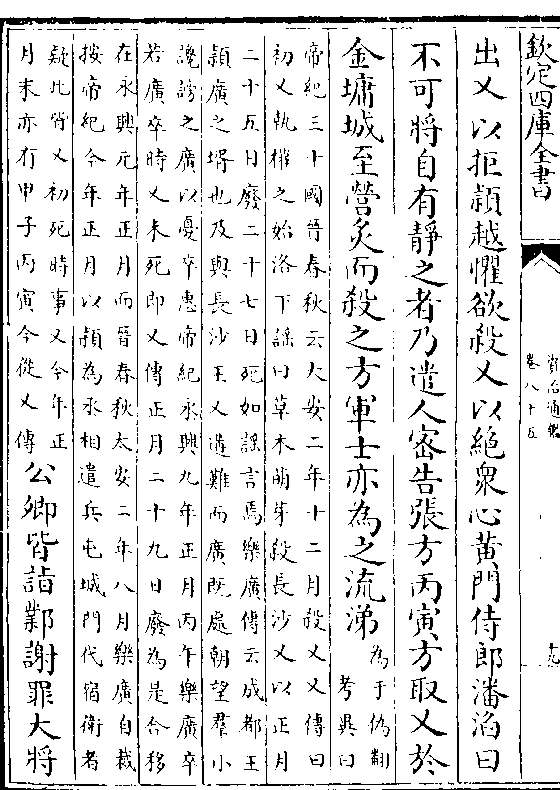 欽定四庫全書
資治通鑑
卷八十五
十九
出乂以拒頴越懼欲殺乂以絶衆心黄門侍郎潘滔曰
不可將自有靜之者乃遣人密告張方丙寅方取乂於
金墉城至營炙而殺之方軍士亦為之流涕
為于偽翻
考異曰
帝紀三十國晉春秋云大安二年十二月殺乂乂傳曰
初乂執權之始洛下謡曰草木萌芽殺長沙乂以正月
二十五日廢二十七日死如謡言焉樂廣傳云成都王
頴廣之壻也及與長沙王乂遘難而廣既處朝望羣小
讒謗之廣以憂卒惠帝紀永興九年正月丙午樂廣卒
若廣卒時乂未死即乂傳正月二十九日廢為是合移
在永興元年正月而晉春秋太安二年八月樂廣自裁
按帝紀今年正月以頴為丞相遣兵屯城門代宿衛者
疑此皆乂初死時事又今年正
月末亦有甲子丙寅今從乂傳
公卿皆詣鄴謝罪大將